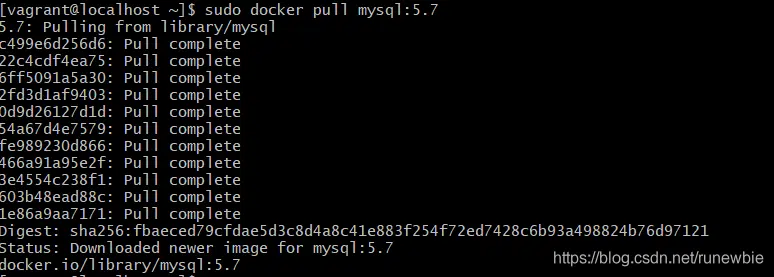 [vagrant@localhost ~]$ sudo docker pull mysql:5.7
5.7: Pulling from library/mysql
c499e6d256d6: Pull complete
22c4cdf4ea75: Pull complete
6ff5091a5a30: Pull complete
2fd3d1af9403: Pull complete
0d9d26127d1d: Pull complete
54a67d4e7579: Pull complete
fe989230d866: Pull complete
466a91a95e2f: Pull complete
3e4554c238f1: Pull complete
603b48ead88c: Pull complete
1e86a9aa7171: Pull complete
Digest: sha256:fbaeced79cfdae5d3c8d4a8c41e883f254f72ed7428c6b93a498824b76d97121
Status: Downloaded newer image for mysql:5.7
docker.io/library/mysql:5.7
https://blog.csdn.net/runewbie